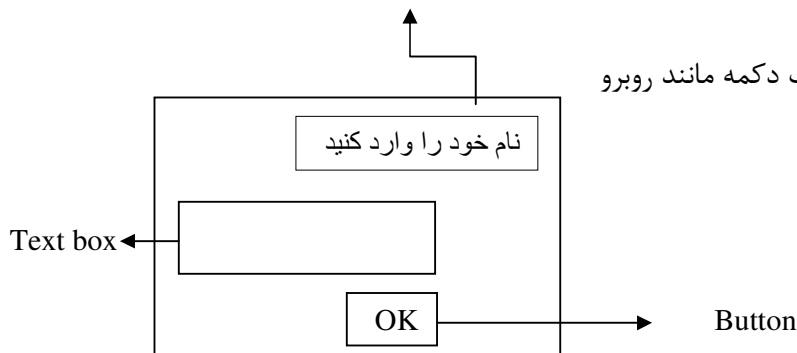 دکمه مانند روبرو
نام خود را وارد کنید
Text box
OK
Button